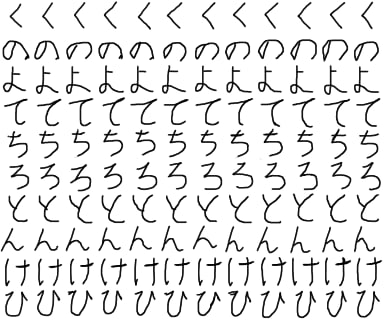 くくくくくくくくくくくく
のののののののののののの
よよよよよよよよよよよよ
てててててててててててて
ちちちちちちちちちちちち
ろろろろろろろろろろろろ
とととととととととととと
んんんんんんんんんんんん
けけけけけけけけけけけけ
ひひひひひひひひひひひひ